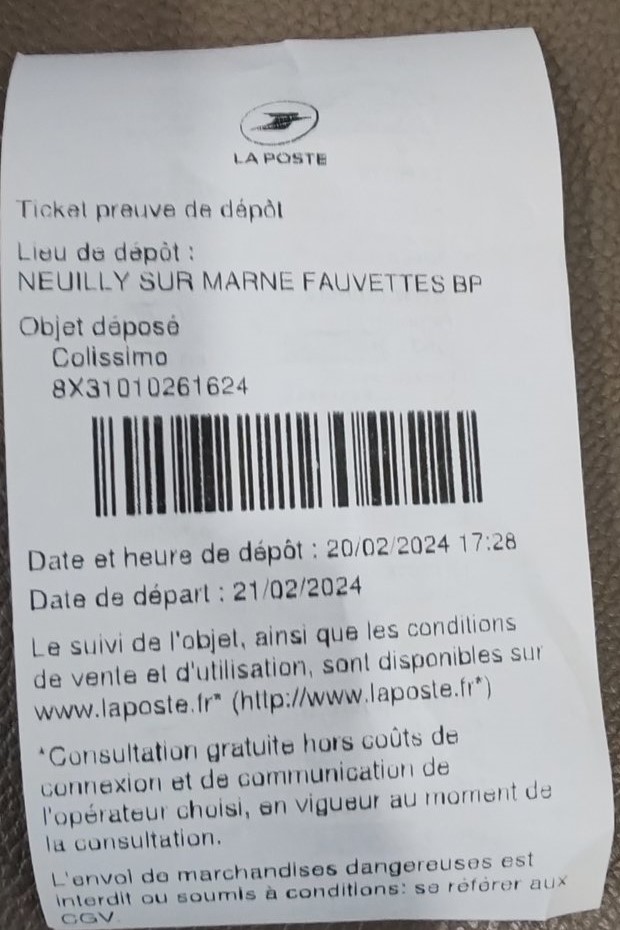 LA POSTE
Ticket preuve de dépôt
Lieu de dépôt :
NEUILLY SUR MARNE FAUVETTES BP
Objet déposé
Colissimo
8X31010261624
Date et heure de dépôt : 20/02/2024 17:28
Date de départ : 21/02/2024
Le suivi de l'objet, ainsi que les conditions
de vente et d'utilisation, sont disponibles sur
www.laposte.fr* (http://www.laposte.fr*)
*Consultation gratuite hors coûts de
connexion et de communication de
l'opérateur choisi, en vigueur au moment de
la consultation.
L'envoi de marchandises dangereuses est
interdit ou soumis à conditions: se référer aux
CGV.